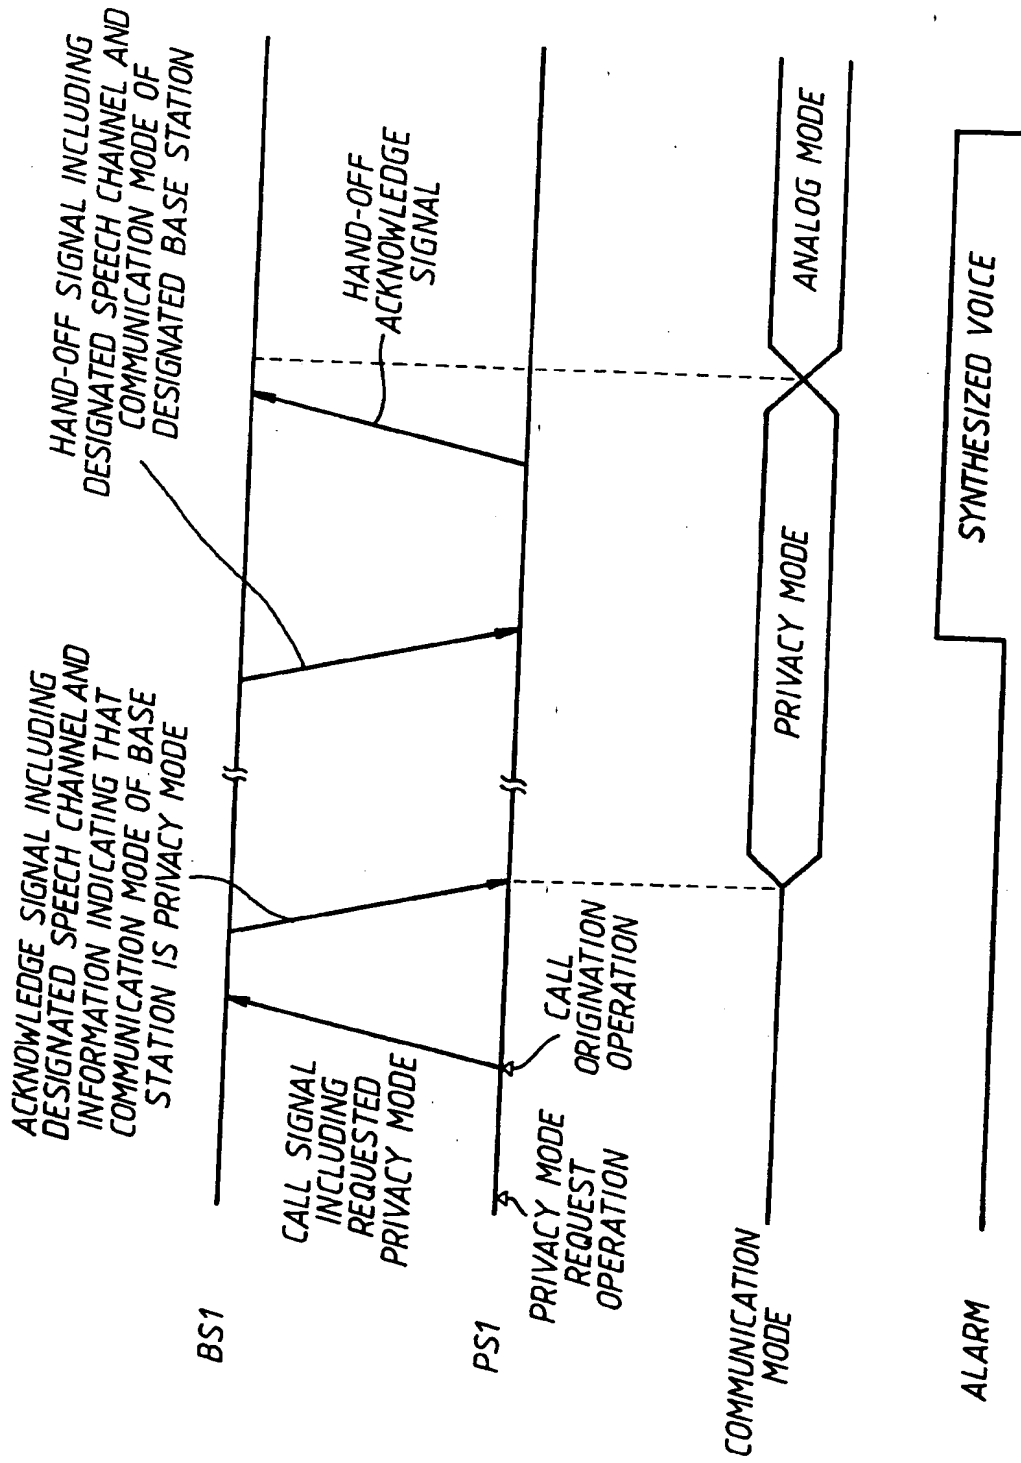 ACKNOWLEDGE SIGNAL INCLUDING
DESIGNATED SPEECH CHANNEL AND
INFORMATION INDICATING THAT
COMMUNICATION MODE OF BASE
STATION IS PRIVACY MODE
HAND-OFF SIGNAL INCLUDING
DESIGNATED SPEECH CHANNEL AND
COMMUNICATION MODE OF
DESIGNATED BASE STATION
BS1
CALL SIGNAL
INCLUDING
REQUESTED
PRIVACY MODE
HAND-OFF
ACKNOWLEDGE
SIGNAL
PS1
PRIVACY MODE
REQUEST
OPERATION
CALL
ORIGINATION
OPERATION
COMMUNICATION
MODE
PRIVACY MODE
ANALOG MODE
ALARM
SYNTHESIZED VOICE